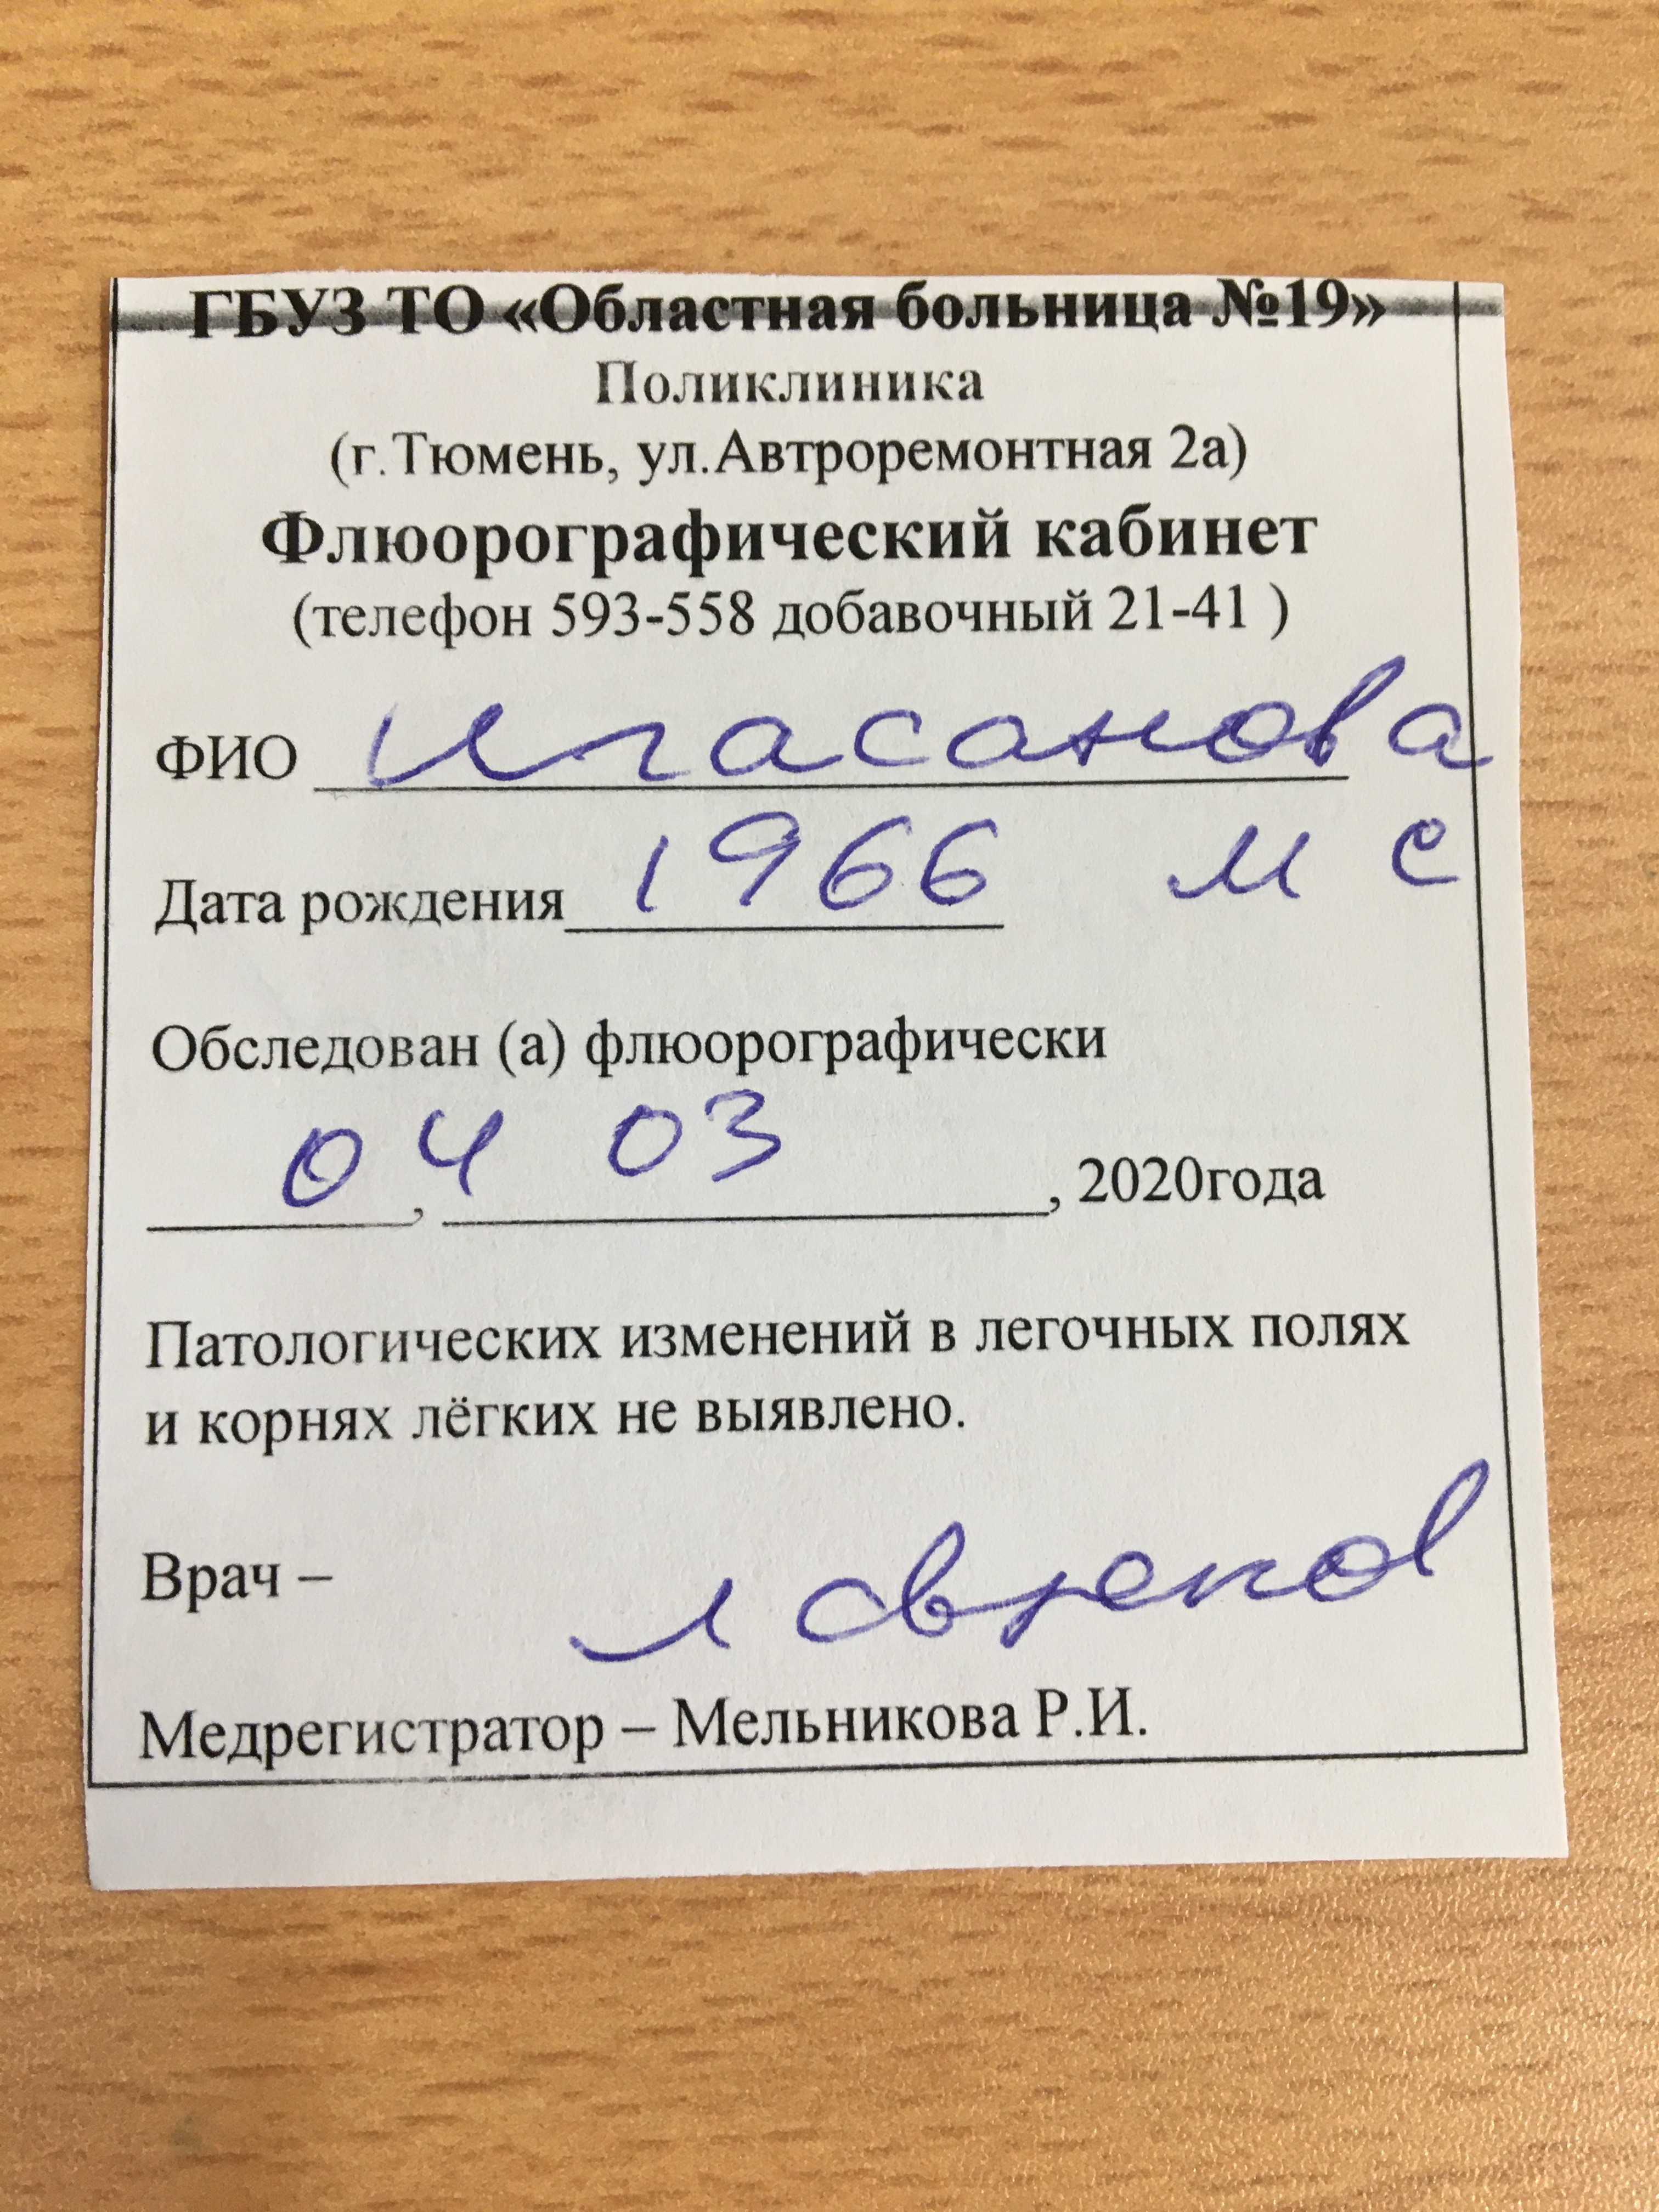 ГБУЗ ТО «Областная больница №19»
Поликлиника
(г.Тюмень, ул.Автроремонтная 2а)
Флюорографический кабинет
(телефон 593-558 добавочный 21-41 )
ФИО Игасанова
Дата рождения 1966 М С
Обследован (а) флюорографически
04, 03, 2020года
Патологических изменений в легочных полях
и корнях лёгких не выявлено.
Врач –
Медрегистратор – Мельникова Р.И.